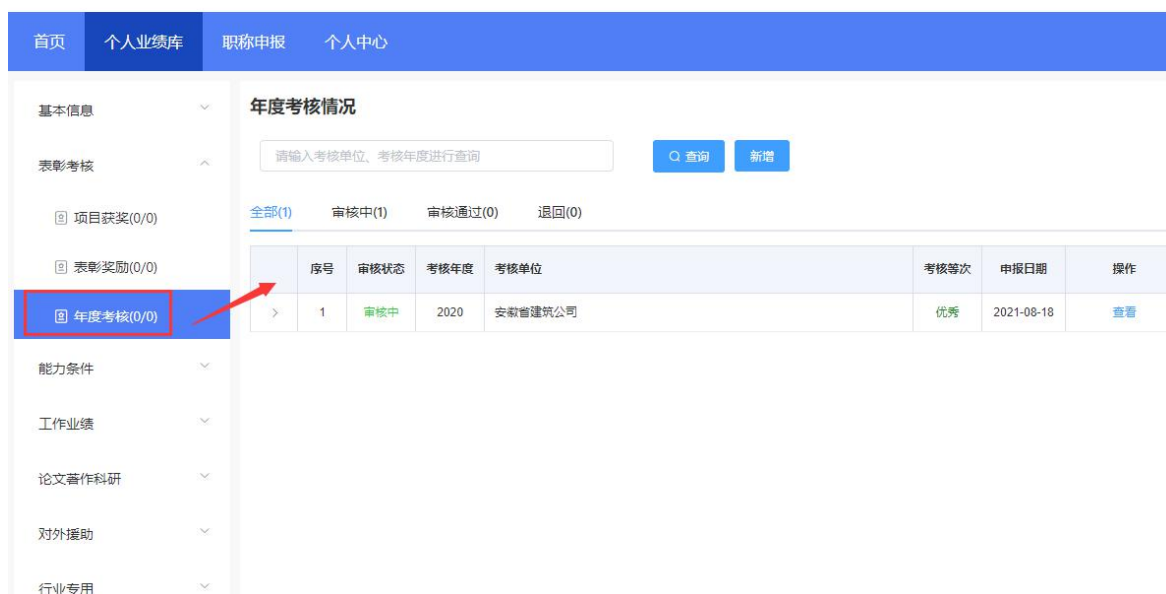 首页 个人业绩库 职称申报 个人中心
基本信息
表彰考核
项目获奖(0/0)
表彰奖励(0/0)
年度考核(0/0)
能力条件
工作业绩
论文著作科研
对外援助
行业专用
年度考核情况
请输入考核单位、考核年度进行查询 查询 新增
全部(1) 审核中(1) 审核通过(0) 退回(0)
序号 审核状态 考核年度 考核单位 考核等次 申报日期 操作
1 审核中 2020 安徽省建筑公司 优秀 2021-08-18 查看